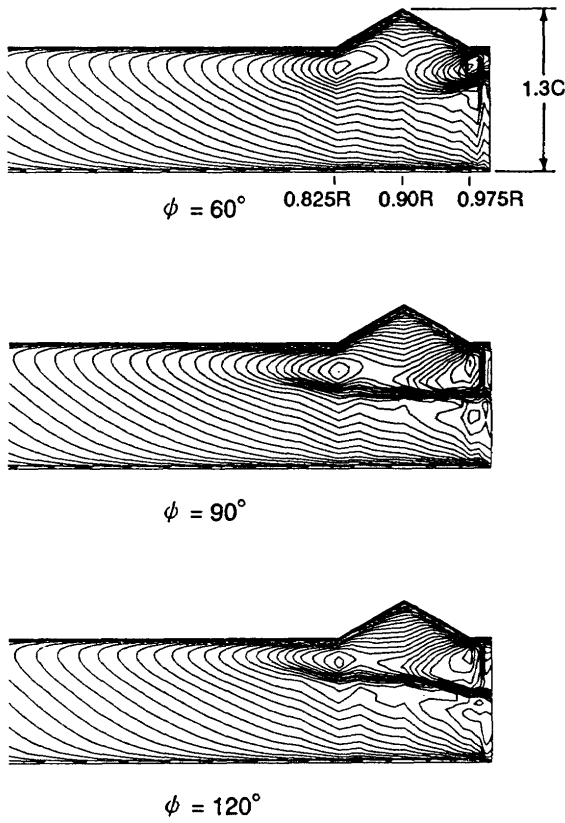 1.3C
0.825R 0.90R 0.975R
ϕ = 60°
ϕ = 90°
ϕ = 120°